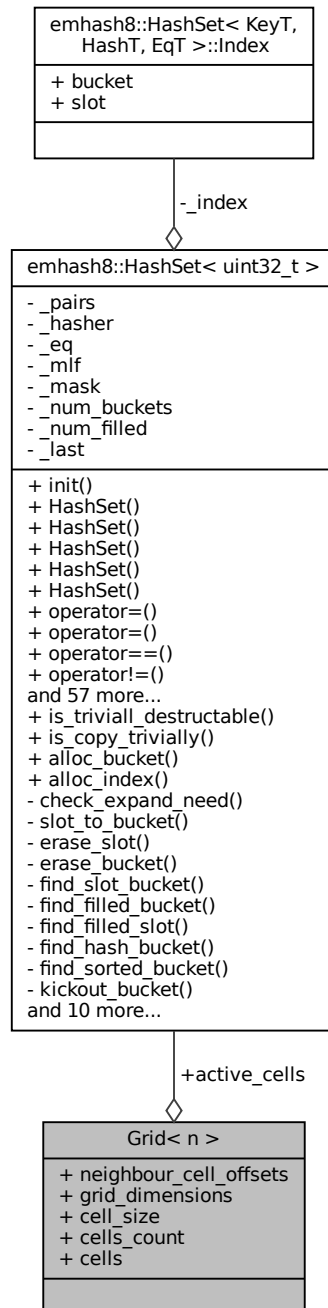 emhash8::HashSet< KeyT,
HashT, EqT >::Index
+ bucket
+ slot
-_index
emhash8::HashSet< uint32_t >
- _pairs
- _hasher
- _eq
- _mlf
- _mask
- _num_buckets
- _num_filled
- _last
+ init()
+ HashSet()
+ HashSet()
+ HashSet()
+ HashSet()
+ HashSet()
+ operator=()
+ operator=()
+ operator==()
+ operator!=()
and 57 more...
+ is_triviall_destructable()
+ is_copy_trivially()
+ alloc_bucket()
+ alloc_index()
- check_expand_need()
- slot_to_bucket()
- erase_slot()
- erase_bucket()
- find_slot_bucket()
- find_filled_bucket()
- find_filled_slot()
- find_hash_bucket()
- find_sorted_bucket()
- kickout_bucket()
and 10 more...
+active_cells
Grid< n >
+ neighbour_cell_offsets
+ grid_dimensions
+ cell_size
+ cells_count
+ cells